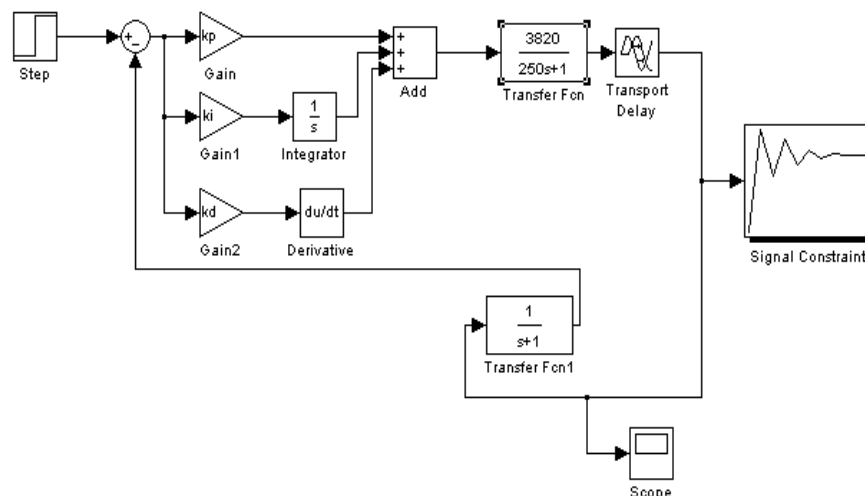 Step
+
−
kp
Gain
+
+
+
Add
3820
250s+1
Transfer Fcn
Transport
Delay
ki
Gain1
1
s
Integrator
kd
Gain2
du/dt
Derivative
Signal Constraint
1
s+1
Transfer Fcn1
Scope